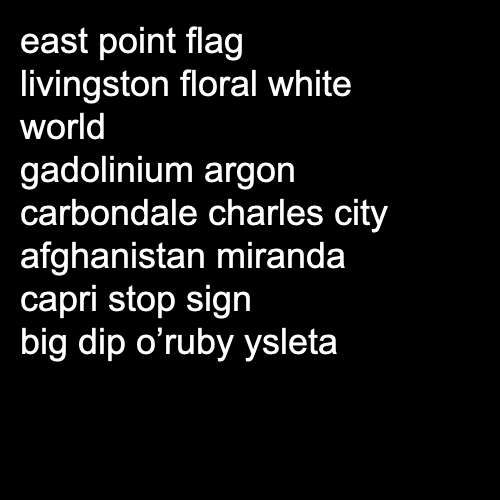 east point flag
livingston floral white
world
gadolinium argon
carbondale charles city
afghanistan miranda
capri stop sign
big dip o’ruby ysleta